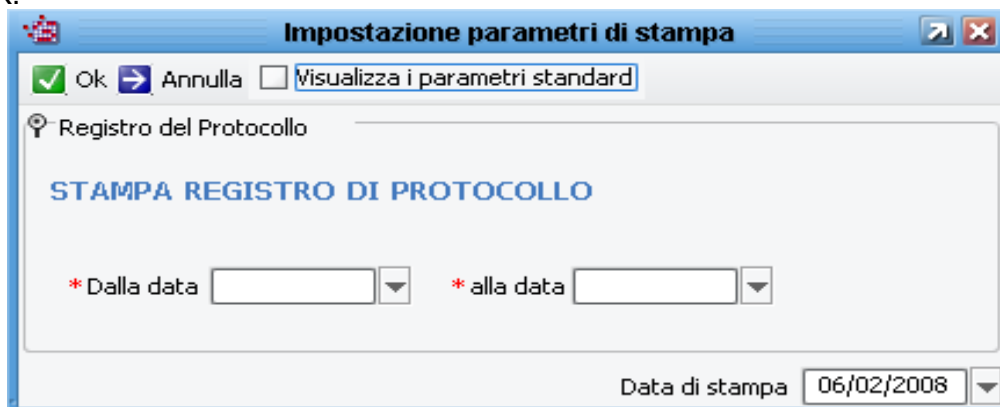 Impostazione parametri di stampa
Ok Annulla Visualizza i parametri standard
Registro del Protocollo
STAMPA REGISTRO DI PROTOCOLLO
* Dalla data * alla data
Data di stampa 06/02/2008